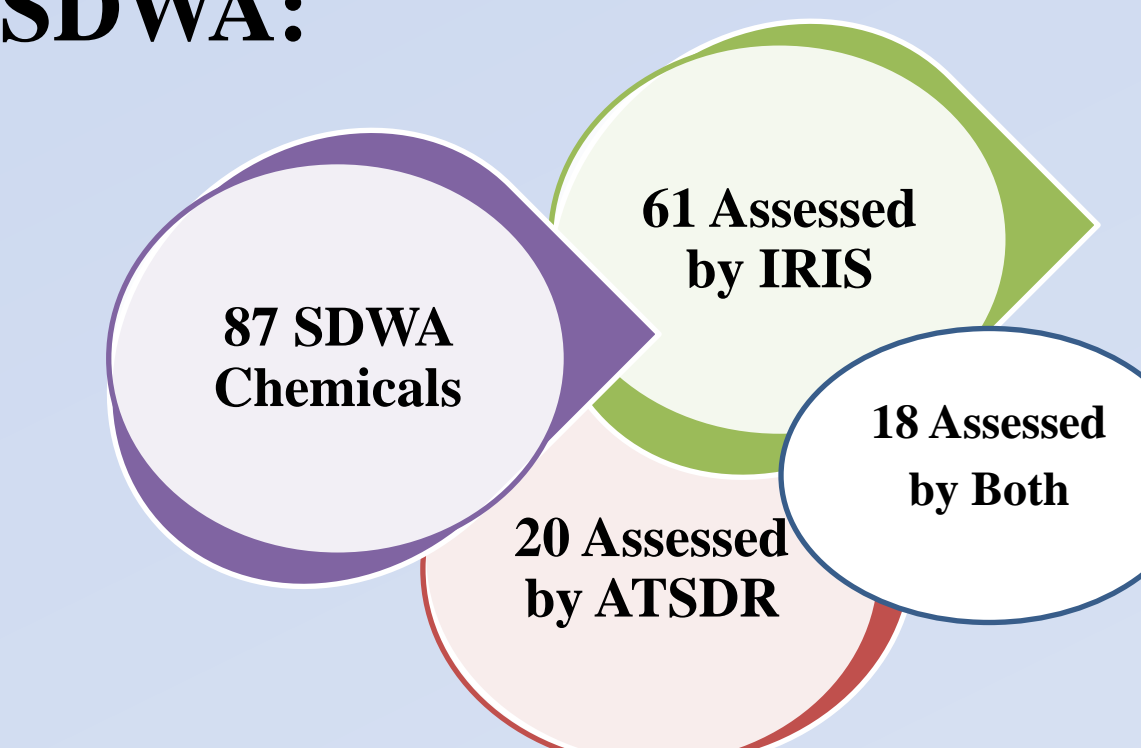 SDWA:
61 Assessed
by IRIS
87 SDWA
Chemicals
18 Assessed
by Both
20 Assessed
by ATSDR